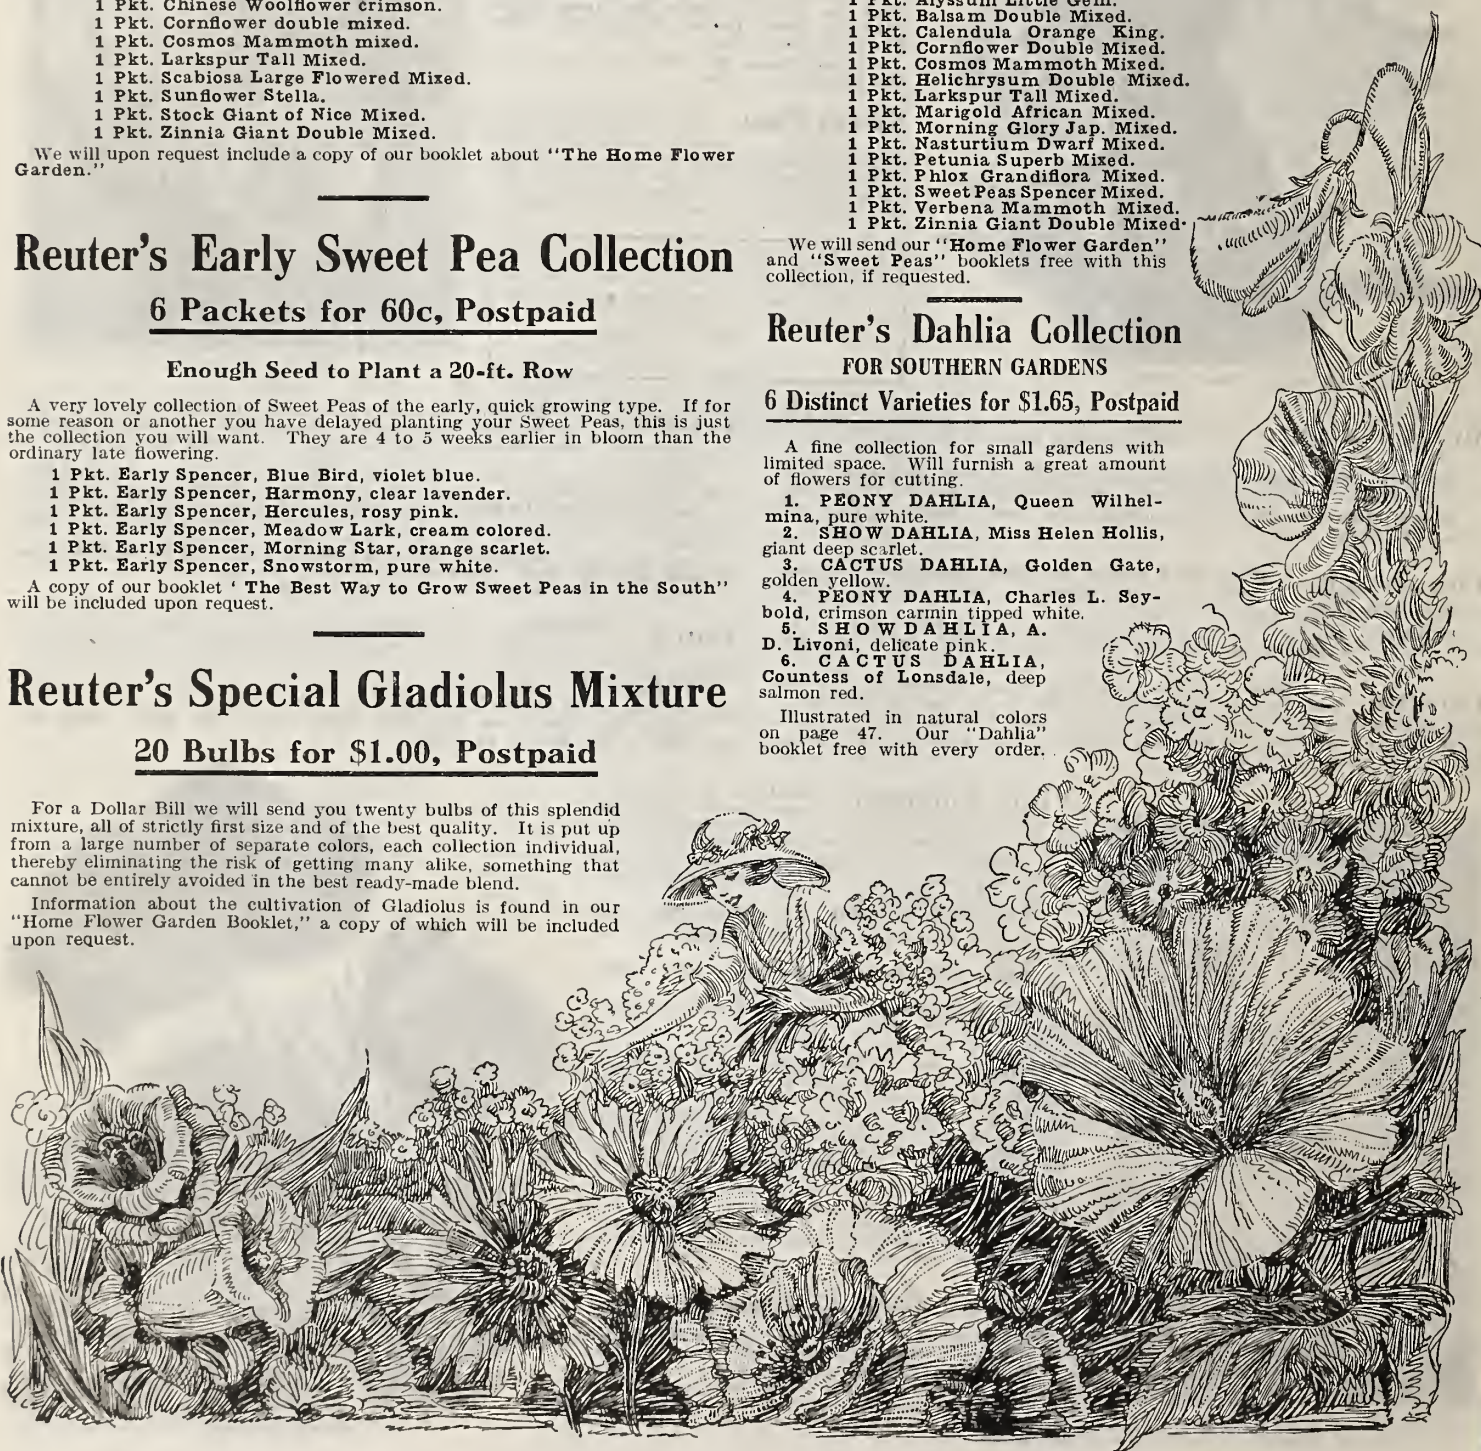 1 Pkt. Chinese Woolflower crimson.
1 Pkt. Cornflower double mixed.
1 Pkt. Cosmos Mammoth mixed.
1 Pkt. Larkspur Tall Mixed.
1 Pkt. Scabiosa Large Flowered Mixed.
1 Pkt. Sunflower Stella.
1 Pkt. Stock Giant of Nice Mixed.
1 Pkt. Zinnia Giant Double Mixed.
We will upon request include a copy of our booklet about "The Home Flower
Garden."
Reuter's Early Sweet Pea Collection
6 Packets for 60c, Postpaid
Enough Seed to Plant a 20-ft. Row
A very lovely collection of Sweet Peas of the early, quick growing type. If for
some reason or another you have delayed planting your Sweet Peas, this is just
the collection you will want. They are 4 to 5 weeks earlier in bloom than the
ordinary late flowering.
1 Pkt. Early Spencer, Blue Bird, violet blue.
1 Pkt. Early Spencer, Harmony, clear lavender.
1 Pkt. Early Spencer, Hercules, rosy pink.
1 Pkt. Early Spencer, Meadow Lark, cream colored.
1 Pkt. Early Spencer, Morning Star, orange scarlet.
1 Pkt. Early Spencer, Snowstorm, pure white.
A copy of our booklet ' The Best Way to Grow Sweet Peas in the South"
will be included upon request.
Reuter's Special Gladiolus Mixture
20 Bulbs for $1.00, Postpaid
For a Dollar Bill we will send you twenty bulbs of this splendid
mixture, all of strictly first size and of the best quality. It is put up
from a large number of separate colors, each collection individual,
thereby eliminating the risk of getting many alike, something that
cannot be entirely avoided in the best ready-made blend.
Information about the cultivation of Gladiolus is found in our
"Home Flower Garden Booklet," a copy of which will be included
upon request.
1 Pkt. Alyssum Little Gem.
1 Pkt. Balsam Double Mixed.
1 Pkt. Calendula Orange King.
1 Pkt. Cornflower Double Mixed.
1 Pkt. Cosmos Mammoth Mixed.
1 Pkt. Helichrysum Double Mixed.
1 Pkt. Larkspur Tall Mixed.
1 Pkt. Marigold African Mixed.
1 Pkt. Morning Glory Jap. Mixed.
1 Pkt. Nasturtium Dwarf Mixed.
1 Pkt. Petunia Superb Mixed.
1 Pkt. Phlox Grandiflora Mixed.
1 Pkt. Sweet Peas Spencer Mixed.
1 Pkt. Verbena Mammoth Mixed.
1 Pkt. Zinnia Giant Double Mixed.
We will send our "Home Flower Garden"
and "Sweet Peas" booklets free with this
collection, if requested.
Reuter's Dahlia Collection
FOR SOUTHERN GARDENS
6 Distinct Varieties for $1.65, Postpaid
A fine collection for small gardens with
limited space. Will furnish a great amount
of flowers for cutting.
1. PEONY DAHLIA, Queen Wilhel-
mina, pure white.
2. SHOW DAHLIA, Miss Helen Hollis,
giant deep scarlet.
3. CACTUS DAHLIA, Golden Gate,
golden yellow.
4. PEONY DAHLIA, Charles L. Sey-
bold, crimson carmin tipped white.
5. SHOW DAHLIA, A.
D. Livoni, delicate pink.
6. CACTUS DAHLIA,
Countess of Lonsdale, deep
salmon red.
Illustrated in natural colors
on page 47. Our "Dahlia"
booklet free with every order.